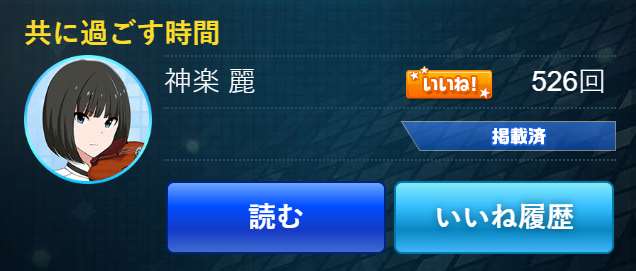 共に過ごす時間
神楽 麗
いいね!
526回
掲載済
読む
いいね履歴